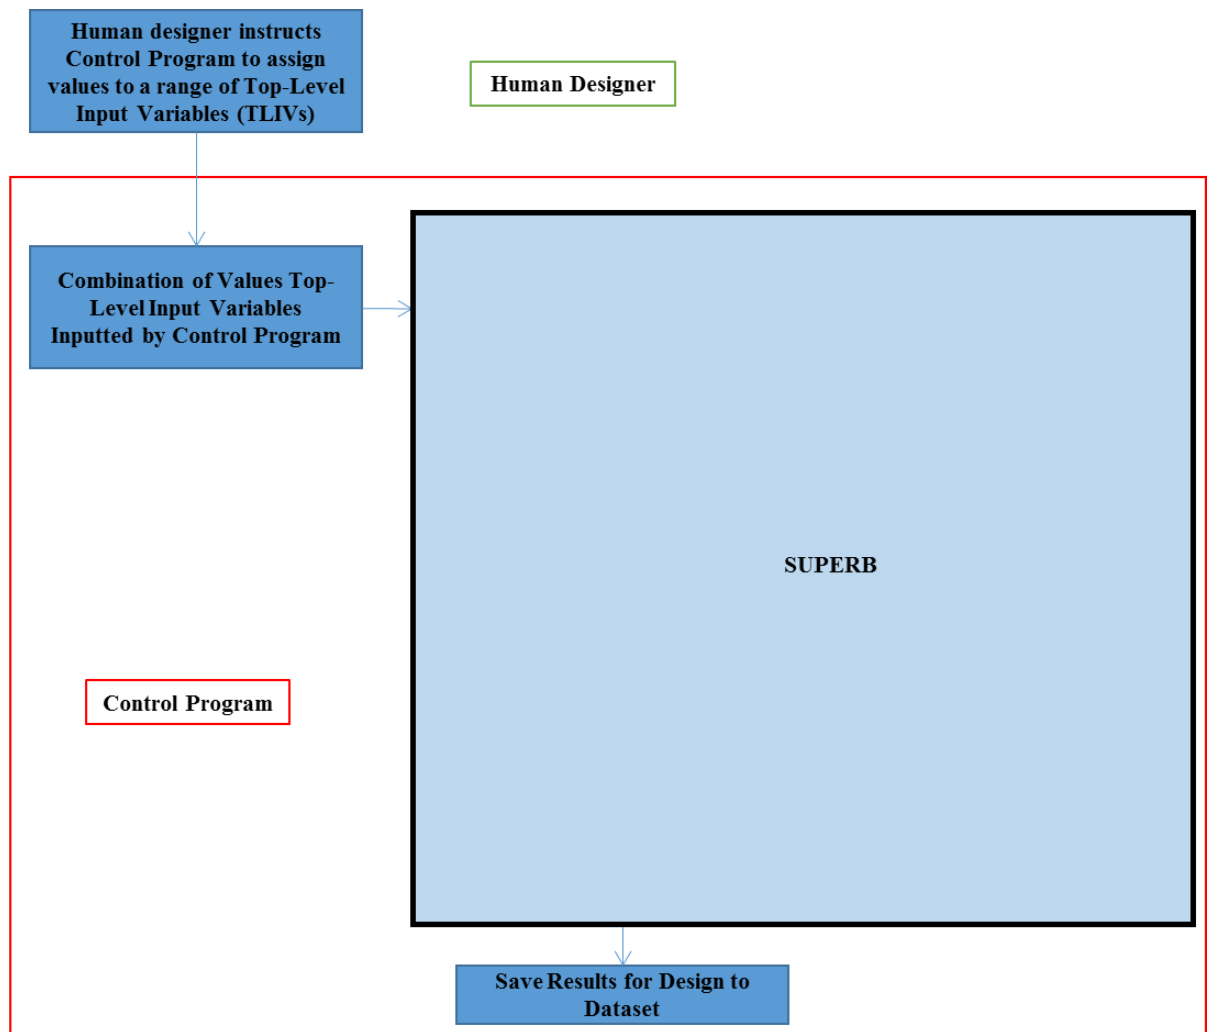 Human designer instructs
Control Program to assign
values to a range of Top-Level
Input Variables (TLIVs)
Human Designer
Combination of Values Top-
Level Input Variables
Inputted by Control Program
SUPERB
Control Program
Save Results for Design to
Dataset